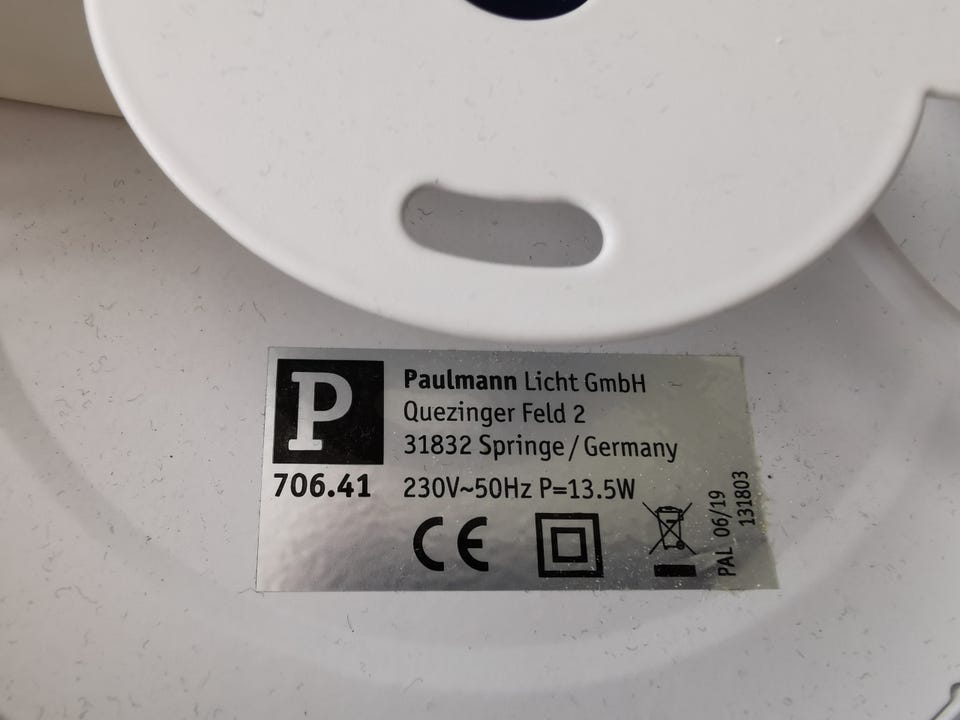 P
Paulmann Licht GmbH
Quezinger Feld 2
31832 Springe / Germany
706.41
230V~50Hz P=13.5W
CE
PAL 06/19
131803